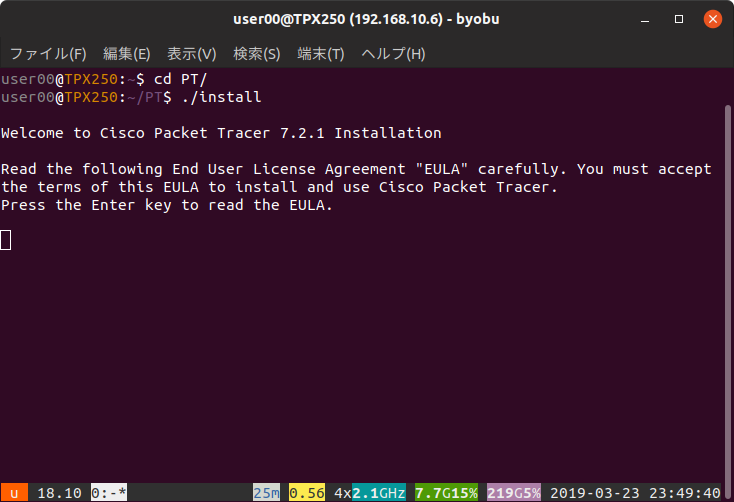 user00@TPX250 (192.168.10.6) - byobu
ファイル(F) 編集(E) 表示(V) 検索(S) 端末(T) ヘルプ(H)
user00@TPX250:~$ cd PT/
user00@TPX250:~/PT$ ./install
Welcome to Cisco Packet Tracer 7.2.1 Installation
Read the following End User License Agreement "EULA" carefully. You must accept
the terms of this EULA to install and use Cisco Packet Tracer.
Press the Enter key to read the EULA.
u 18.10 0:-* 25m 0.56 4x2.1GHz 7.7G15% 219G5% 2019-03-23 23:49:40